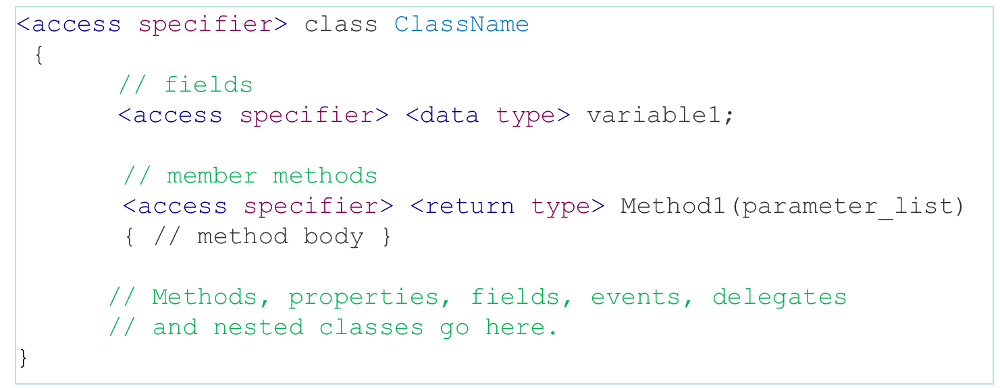 <access specifier> class ClassName
{
// fields
<access specifier> <data type> variable1;
// member methods
<access specifier> <return type> Method1(parameter_list)
{ // method body }
// Methods, properties, fields, events, delegates
// and nested classes go here.
}